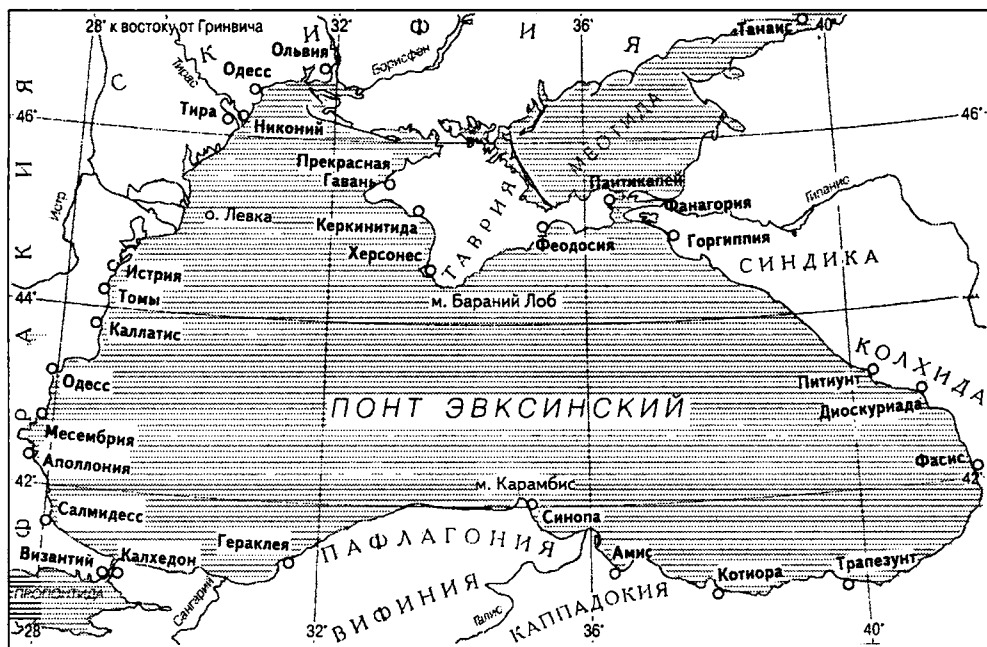 28° к востоку от Гринвича
32
36
40
Танаис
С К И Ф И Я
Ольвия
Борисфен
Тирас
Одесс
46°
Тира
Никоний
46°
МЕОТИДА
Прекрасная
Гавань
Пантикапей
Гипанис
Фанагория
Истр
о. Левка
Керкинитида
ТАВРИЯ
Феодосия
Горгиппия
СИНДИКА
Херсонес
Истрия
м. Бараний Лоб
44°
Томы
44°
Каллатис
ФРАКИЯ
КОЛХИДА
Одесс
Питиунт
Диоскуриада
ПОНТ ЭВКСИНСКИЙ
Месембрия
Аполлония
Фасис
42°
42°
м. Карамбис
Салмидесс
Синопа
Гераклея
ПАФЛАГОНИЯ
Византий
Калхедон
Амис
Трапезунт
Котиора
ПРОПОНТИДА
Сангарий
ВИФИНИЯ
Галис
КАППАДОКИЯ
28
32°
36°
40